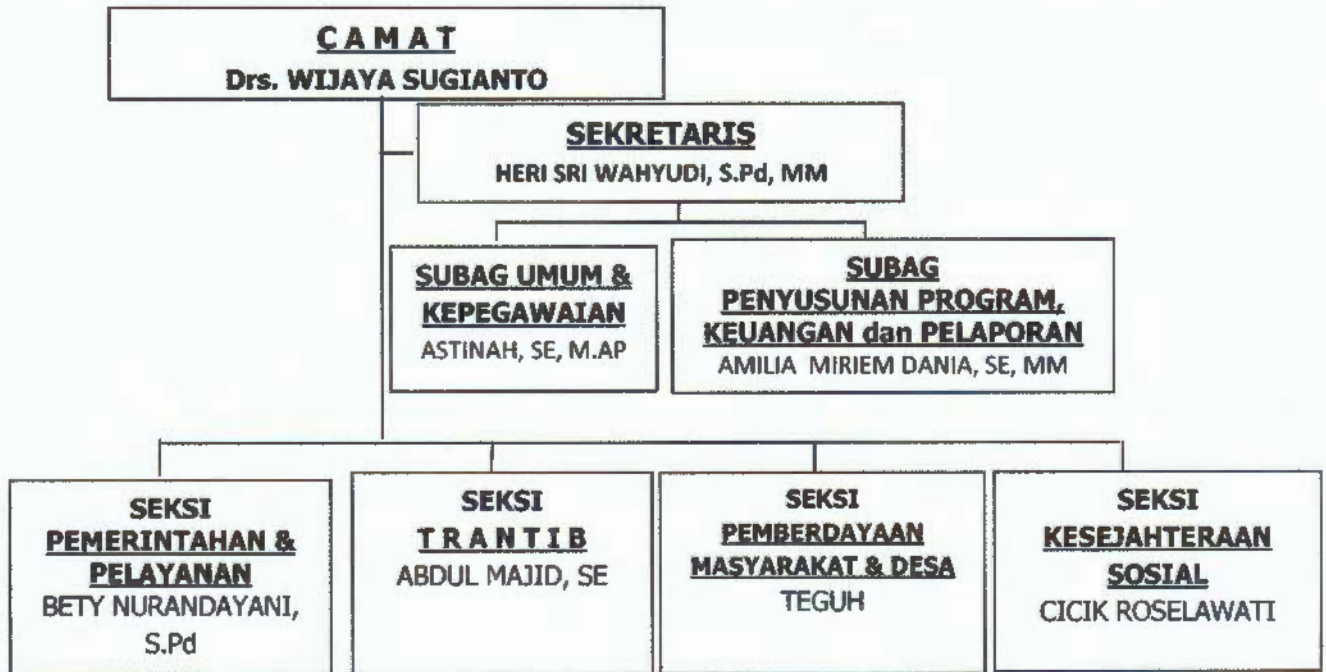 C A M A T
Drs. WIJAYA SUGIANTO
SEKRETARIS
HERI SRI WAHYUDI, S.Pd, MM
SUBAG UMUM &
KEPEGAWAIAN
ASTINAH, SE, M.AP
SUBAG
PENYUSUNAN PROGRAM,
KEUANGAN dan PELAPORAN
AMILIA MIRIEM DANIA, SE, MM
SEKSI
PEMERINTAHAN &
PELAYANAN
BETY NURANDAYANI,
S.Pd
SEKSI
T R A N T I B
ABDUL MAJID, SE
SEKSI
PEMBERDAYAAN
MASYARAKAT & DESA
TEGUH
SEKSI
KESEJAHTERAAN
SOSIAL
CICIK ROSELAWATI